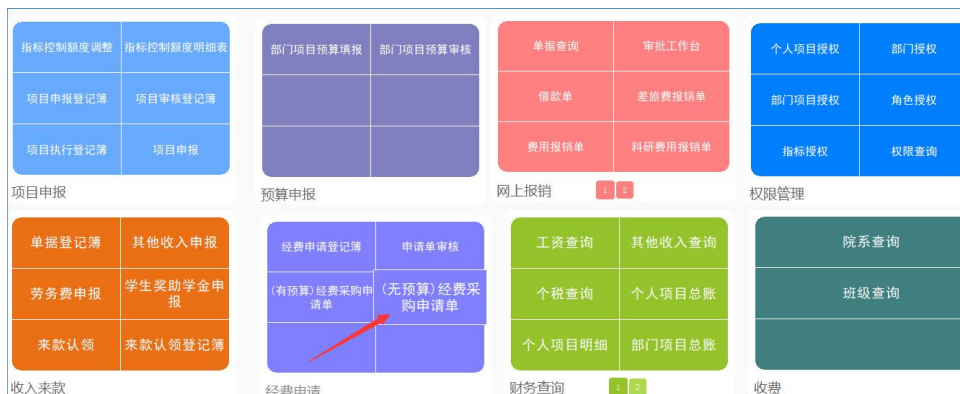 指标控制额度调整 指标控制额度明细表
项目申报登记簿 项目审核登记簿
项目执行登记簿 项目申报
项目申报
部门项目预算填报 部门项目预算审核
预算申报
单据查询 审批工作台
借款单 差旅费报销单
费用报销单 科研费用报销单
网上报销 1 2
个人项目授权 部门授权
部门项目授权 角色授权
指标授权 权限查询
权限管理
单据登记簿 其他收入申报
劳务费申报 学生奖助学金申
报
来款认领 来款认领登记簿
收入来款
经费申请登记簿 申请单审核
(有预算)经费采购申
请单
(无预算)经费采
购申请单
经费申请
工资查询 其他收入查询
个税查询 个人项目总账
个人项目明细 部门项目总账
财务查询 1 2
院系查询
班级查询
收费